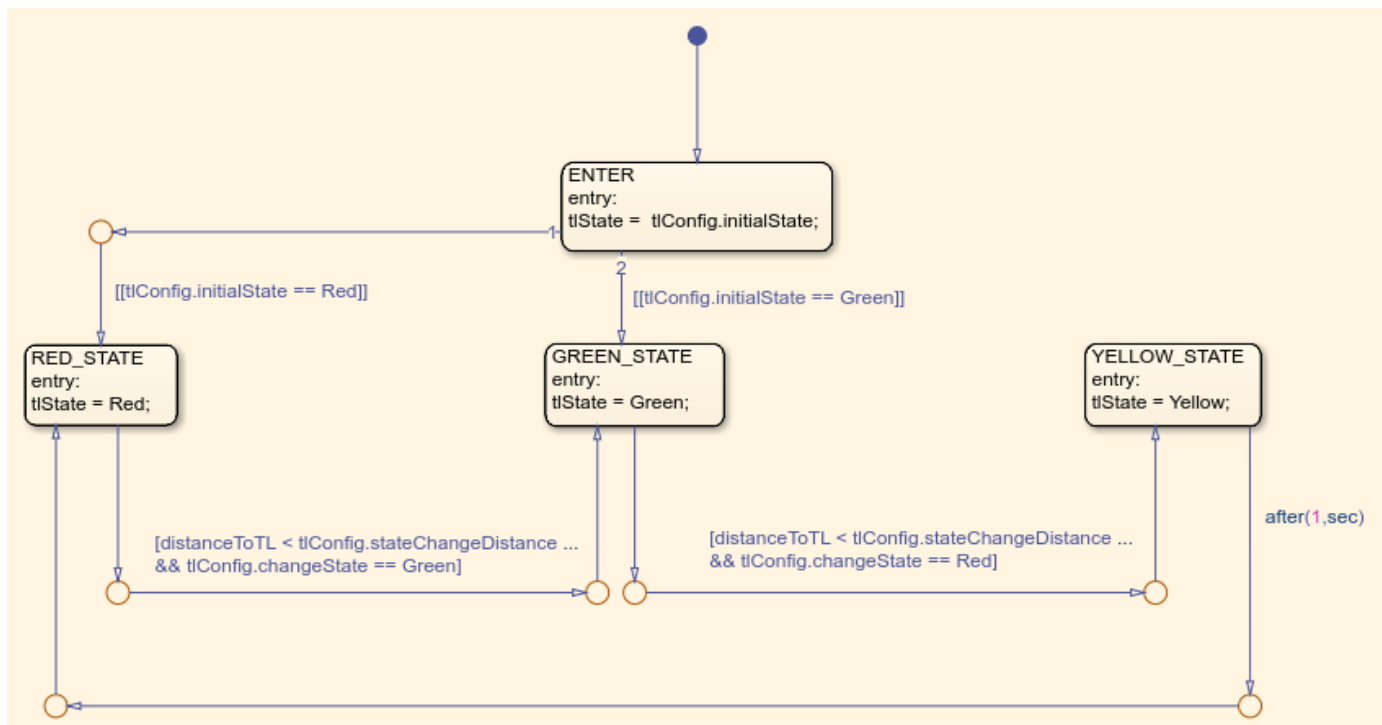 ENTER
entry:
tlState =  tlConfig.initialState;
1
2
[[tlConfig.initialState == Red]]
[[tlConfig.initialState == Green]]
RED_STATE
entry:
tlState = Red;
GREEN_STATE
entry:
tlState = Green;
YELLOW_STATE
entry:
tlState = Yellow;
[distanceToTL < tlConfig.stateChangeDistance ...
&& tlConfig.changeState == Green]
[distanceToTL < tlConfig.stateChangeDistance ...
&& tlConfig.changeState == Red]
after(1,sec)